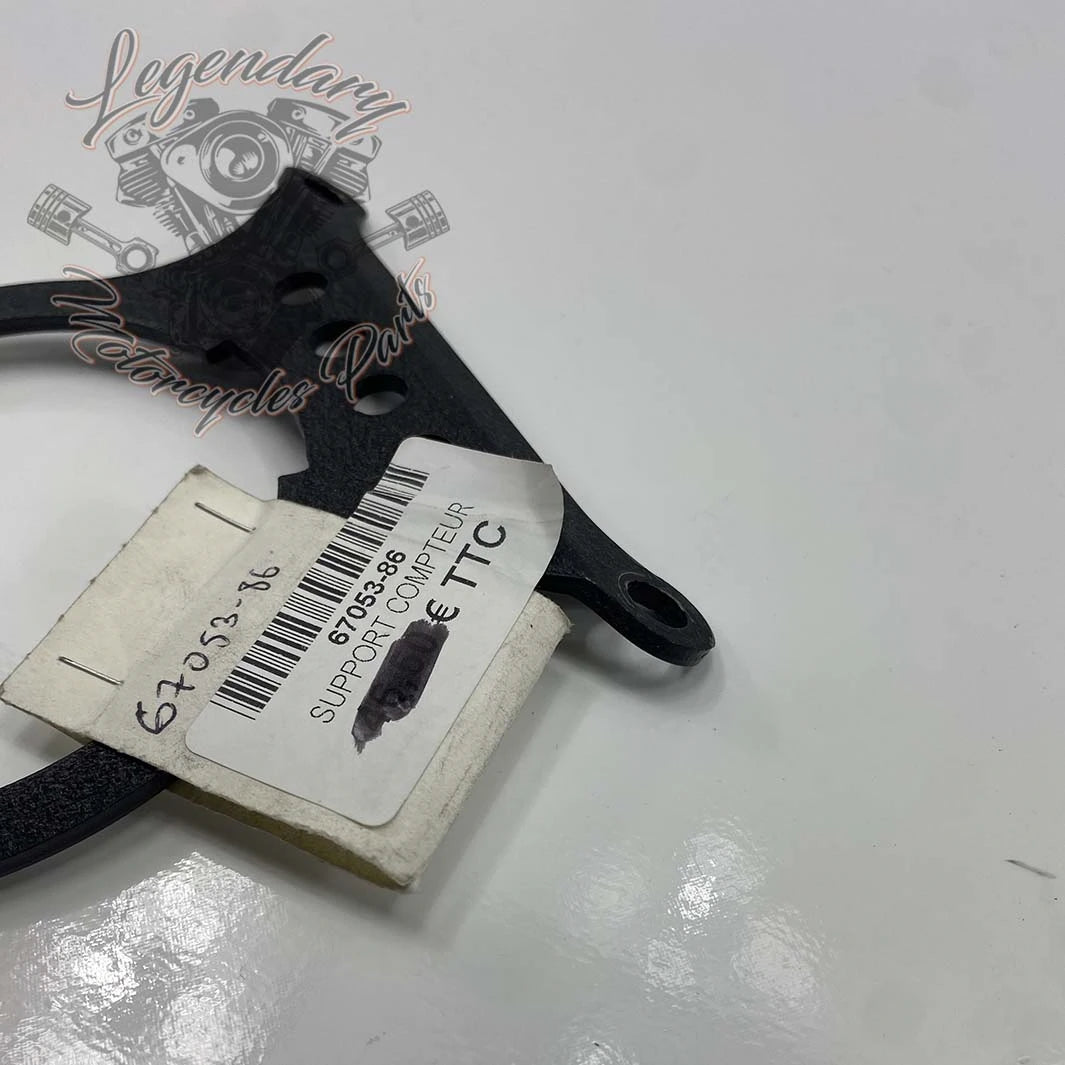 Legendary
Motorcycles Parts
67053-86
67053-86
SUPPORT COMPTEUR
€ TTC